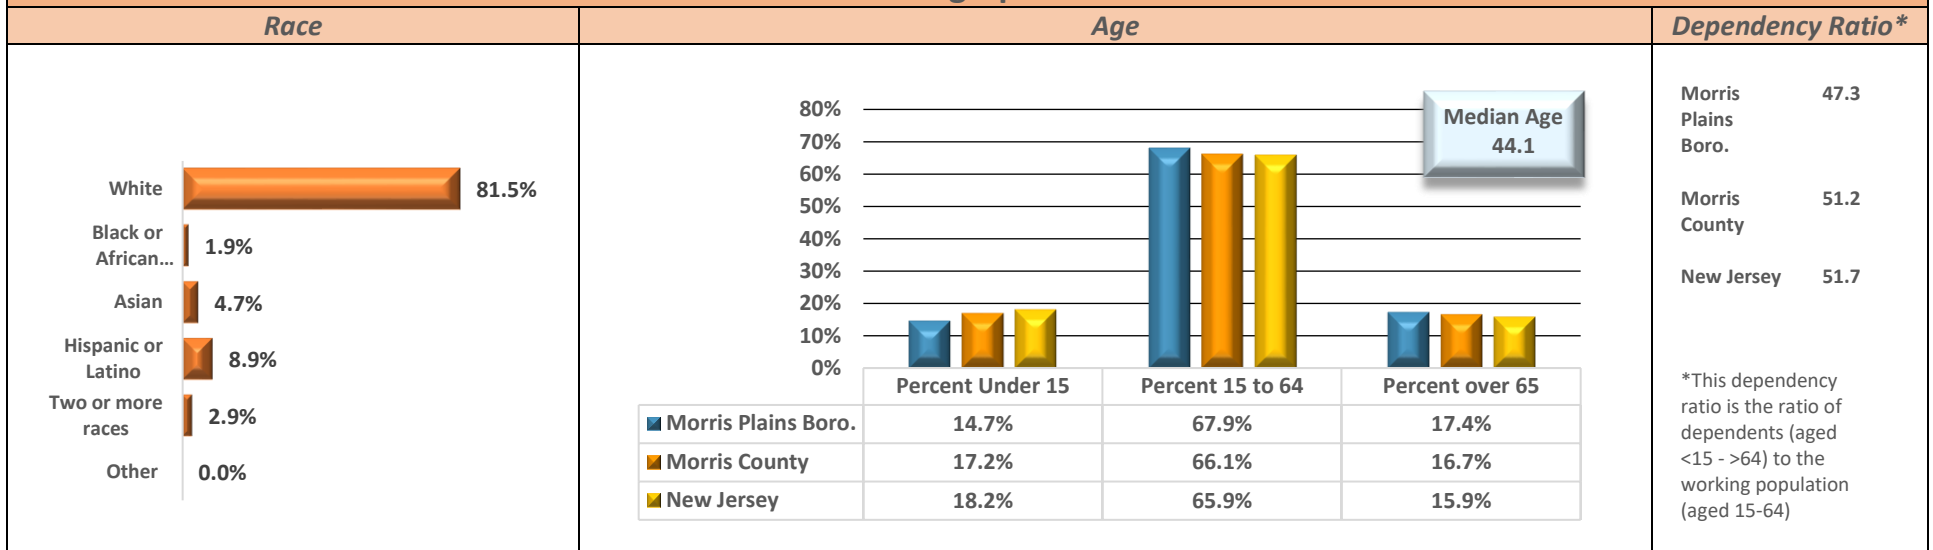 Race
Age
Dependency Ratio*
White
81.5%
Black or
African...
1.9%
Asian
4.7%
Hispanic or
Latino
8.9%
Two or more
races
2.9%
Other
0.0%
80%
70%
60%
50%
40%
30%
20%
10%
0%
Median Age
44.1
Percent Under 15 Percent 15 to 64 Percent over 65
Morris Plains Boro. 14.7% 67.9% 17.4%
Morris County 17.2% 66.1% 16.7%
New Jersey 18.2% 65.9% 15.9%
Morris 47.3
Plains
Boro.
Morris 51.2
County
New Jersey 51.7
*This dependency
ratio is the ratio of
dependents (aged
<15 - >64) to the
working population
(aged 15-64)